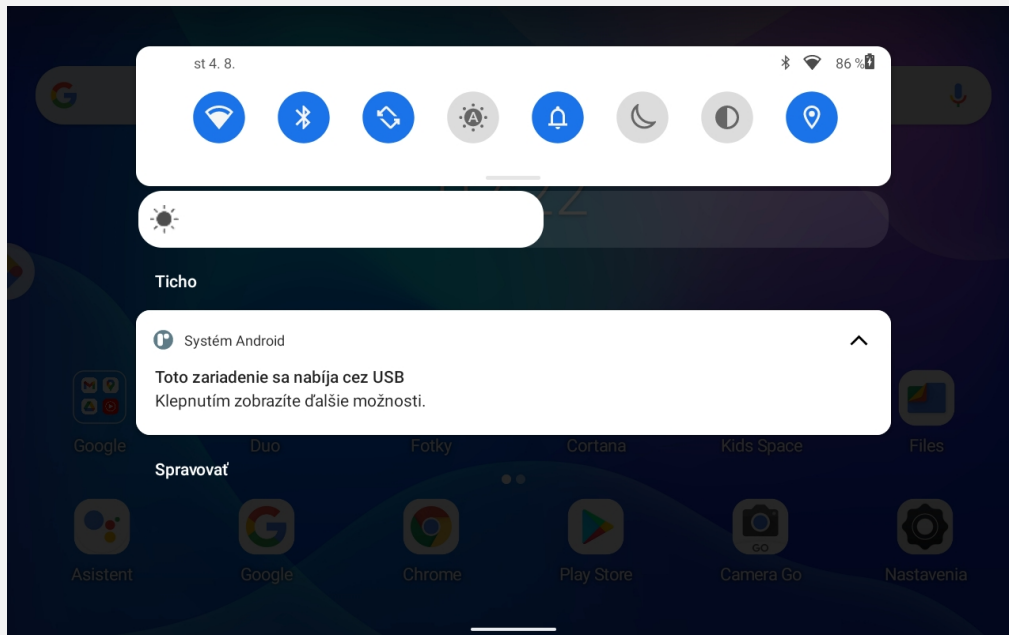 st 4. 8.
86 %
A
Ticho
Systém Android
Toto zariadenie sa nabíja cez USB
Klepnutím zobrazíte ďalšie možnosti.
Google
Duo
Fotky
Cortana
Kids Space
Files
Spravovať
GO
Asistent
Google
Chrome
Play Store
Camera Go
Nastavenia